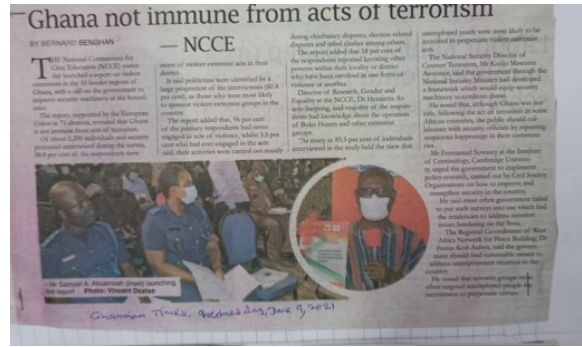 Ghana not immune from acts of terrorism
— NCCE
BY BERNARD BENGHAN
THE National Commission for
Civic Education (NCCE) yester-
day launched a report on violent
extremism in the 10 border regions of
Ghana, with a call on the government to
improve security machineries at the
The report, supported by the European
Union in 71 districts, revealed that Ghana
is not immune from acts of terrorism.
Of about 1,200 individuals and security
personnel interviewed during the survey,
of the respondents were
aware of violent extremist acts in their
district.
It said politicians were identified by a
large proportion of the interviewees (60.4
per cent), as those who were most likely
to sponsor violent extremist groups in the
country.
The report added that, 96 per cent
of the primary respondents had never
engaged in acts of violence, while 3.5 per
cent who had ever engaged in the acts
said, their activities were carried out mostly
during chieftaincy disputes, election related
disputes and tribal clashes among others.
The report added that 18 per cent of
the respondents reported knowing other
persons within their locality or district
who have been involved in one form of
violence or another.
Director of Research, Gender and
Equality at the NCCE, Dr Henrietta
said majority of the respon-
dents had knowledge about the operation
of Boko Haram and other extremist
groups.
"As many as 85.5 per cent of individuals
interviewed in the study held the view that
unemployed youth were most likely to be
recruited to perpetrate violent extremist
acts.
The National Security Director of
Counter Terrorism, Mr Kodjo
said the government through the
National Security Ministry had developed
a framework which would equip security
machinery to confront those
He noted that, although Ghana was not
safe, following the act of terrorism in some
African countries, the public should col-
laborate with security officials by reporting
suspicious happenings in their communi-
ties.
Mr Emmanuel Sowatey at the Institute
of Criminology, Cambridge Universi-
ty, urged the government to implement
policy research, carried out by Civil Society
Organisations on how to improve and
strengthen security in the country.
He said most often government failed
to put such surveys into use which had
the tendencies to address sensitive
issues bordering on the State.
The Regional Co-ordinator of West
Africa Network for Peace Building, Dr
Festus Kofi Aubyn, said the govern-
ment should find sustainable means to
address unemployment situation in the
country.
He noted that terrorist groups most
often targeted unemployed people for
recruitment to perpetrate crimes.
• Mr Samuel A. Akuamoah (inset) launching
the report Photo: Vincent Dzatse
Ghanaian Times, Wednesday, June 9, 2021